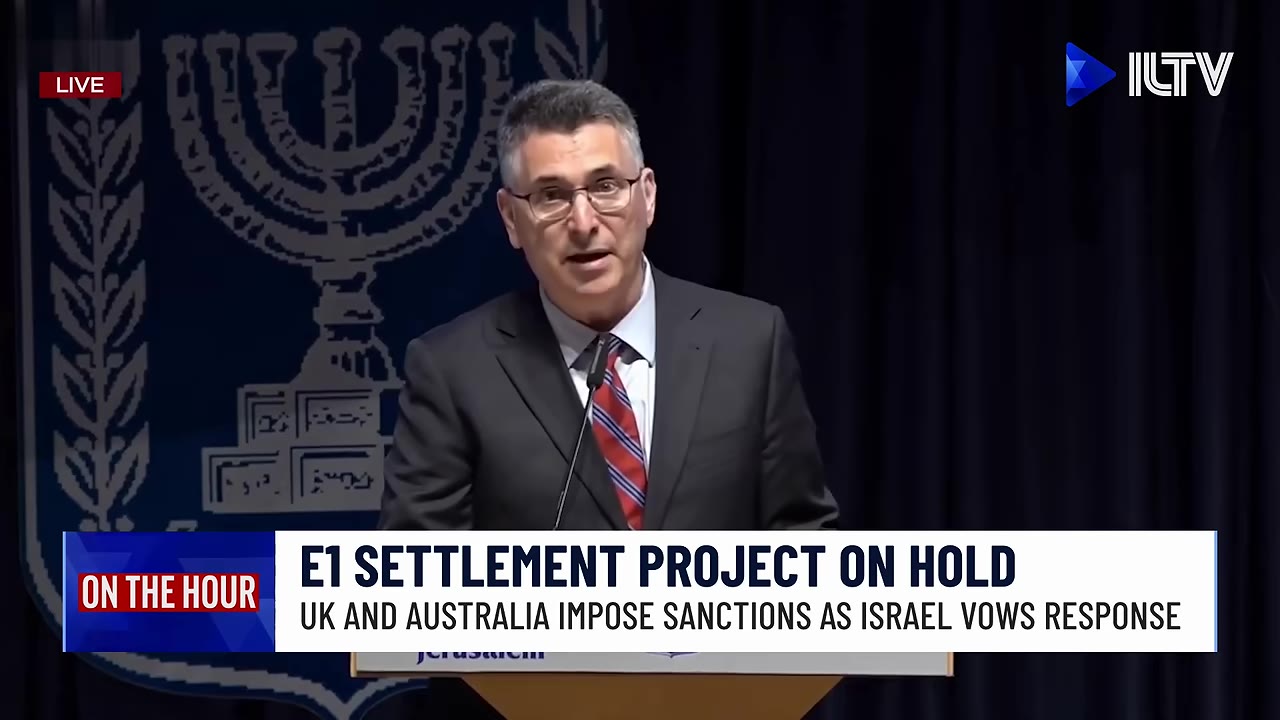 LIVE
ILTV
E1 SETTLEMENT PROJECT ON HOLD
ON THE HOUR
UK AND AUSTRALIA IMPOSE SANCTIONS AS ISRAEL VOWS RESPONSE
Jerusalem